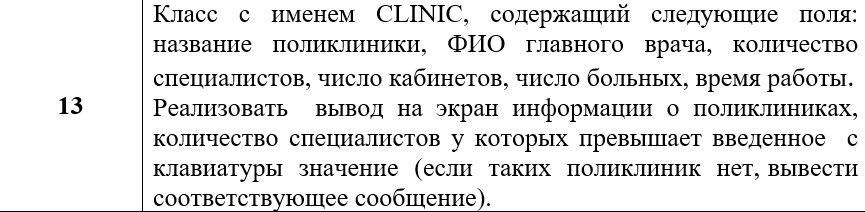 13
Класс с именем CLINIC, содержащий следующие поля:
название поликлиники, ФИО главного врача, количество
специалистов, число кабинетов, число больных, время работы.
Реализовать вывод на экран информации о поликлиниках,
количество специалистов у которых превышает введенное с
клавиатуры значение (если таких поликлиник нет, вывести
соответствующее сообщение).